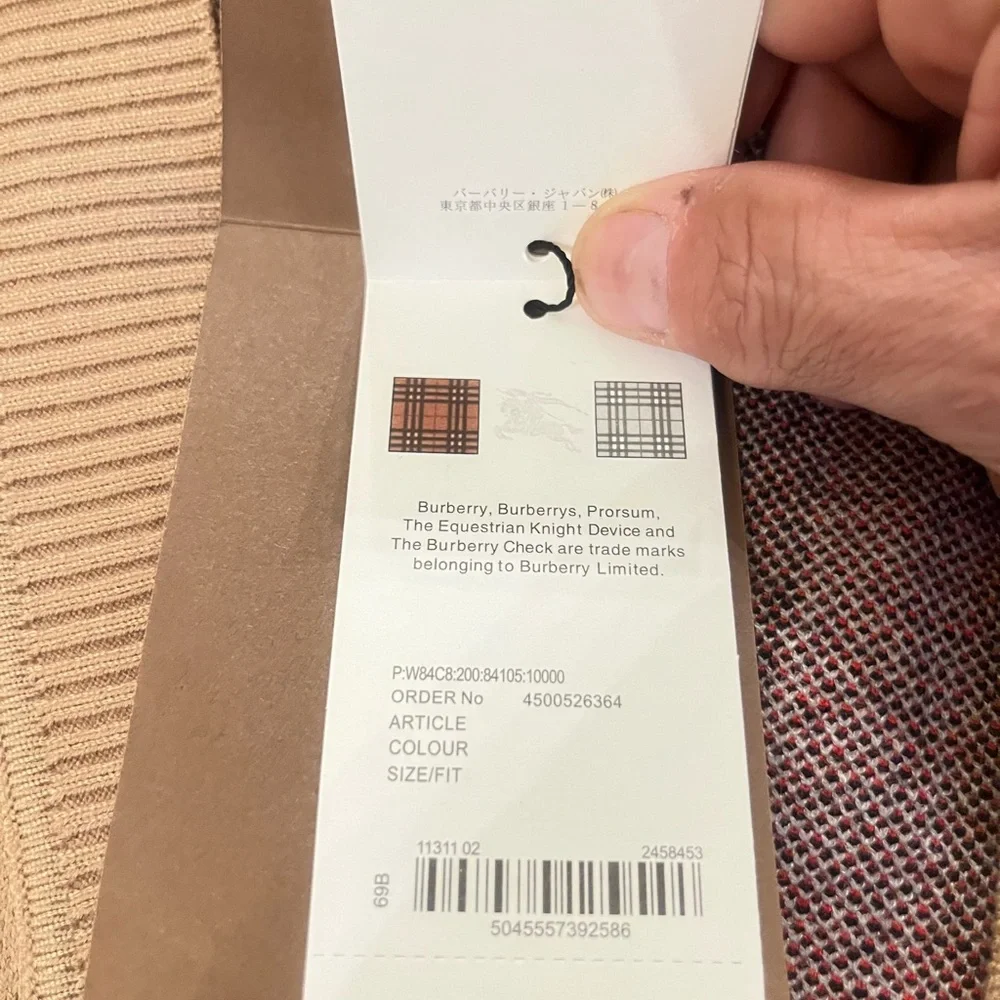 バーバリー・ジャパン㈱
東京都中央区銀座 1－8
Burberry, Burberrys, Prorsum,
The Equestrian Knight Device and
The Burberry Check are trade marks
belonging to Burberry Limited.
P:W84C8:200:84105:10000
ORDER No 4500526364
ARTICLE
COLOUR
SIZE/FIT
11311 02 2458453
69B
5045557392586